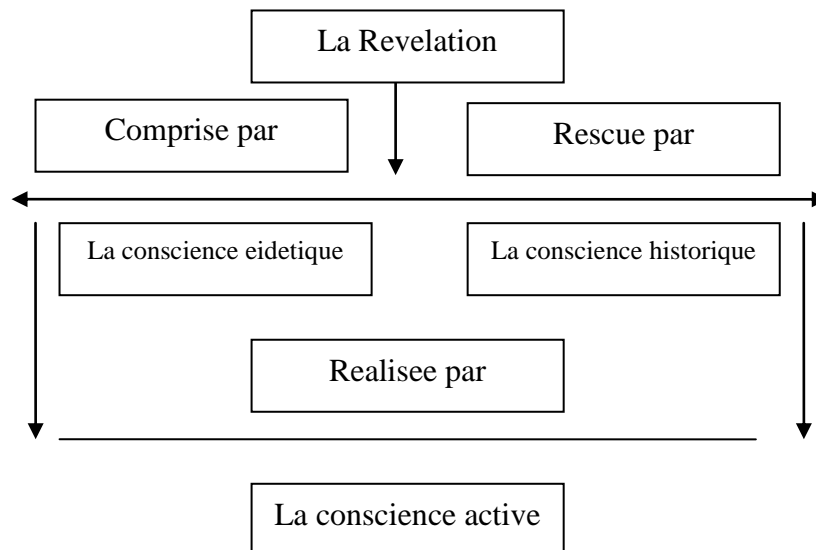 La Revelation
Comprise par
Rescue par
La conscience eidetique
La conscience historique
Realisee par
La conscience active